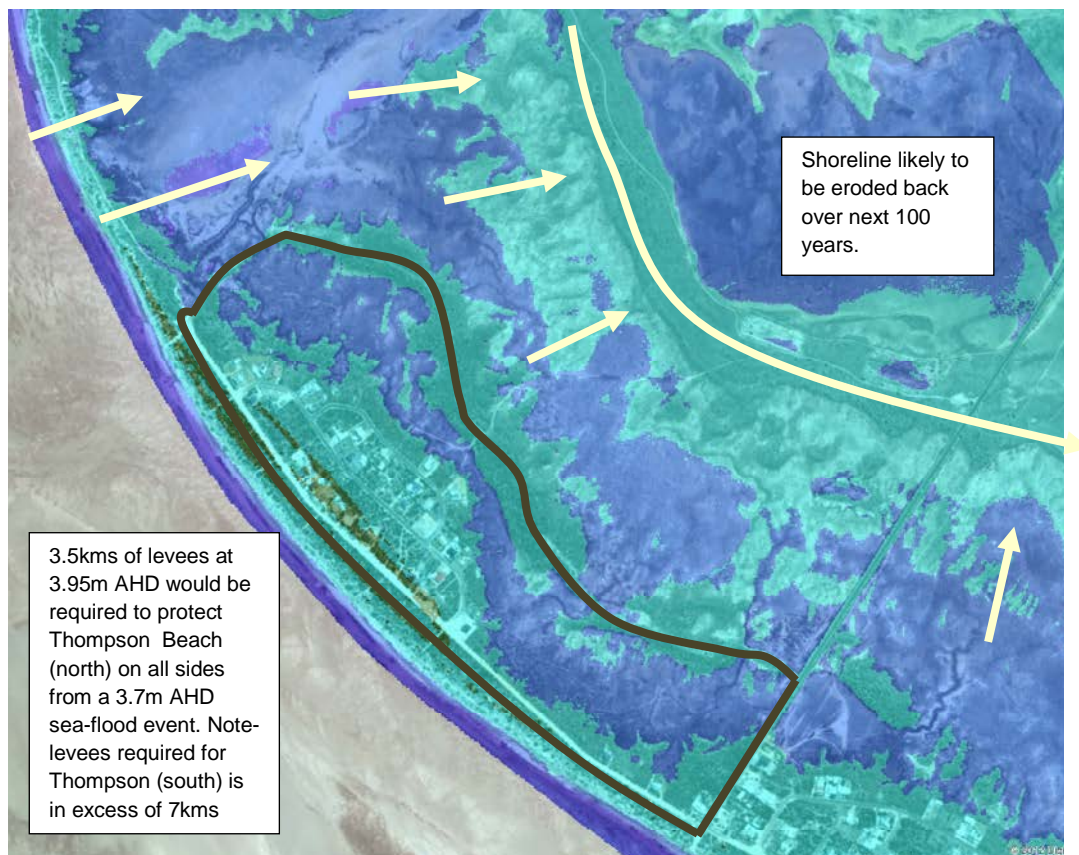 Shoreline likely to
be eroded back
over next 100
years.
3.5kms of levees at
3.95m AHD would be
required to protect
Thompson Beach
(north) on all sides
from a 3.7m AHD
sea-flood event. Note-
levees required for
Thompson (south) is
in excess of 7kms